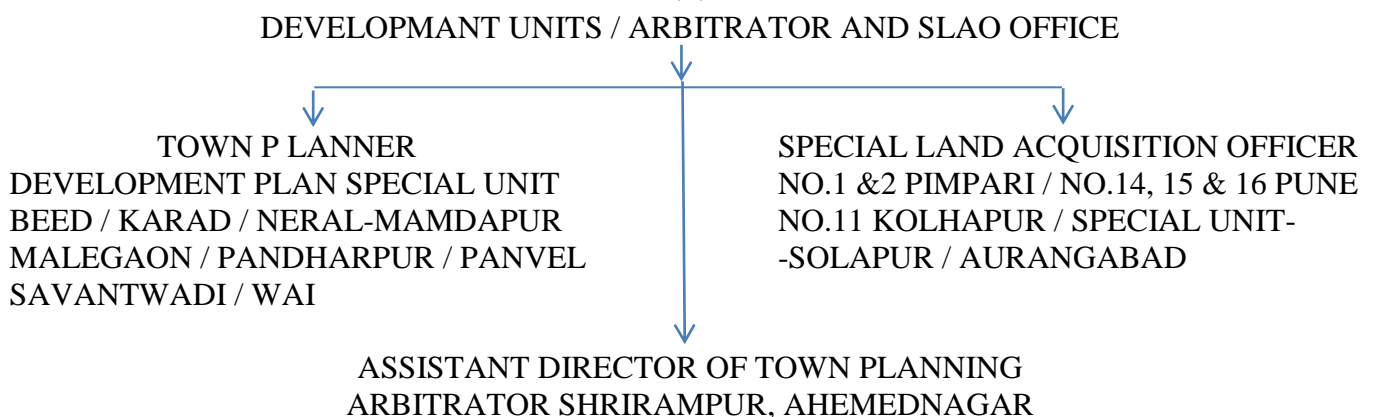 DEVELOPMANT UNITS / ARBITRATOR AND SLAO OFFICE
TOWN P LANNER
DEVELOPMENT PLAN SPECIAL UNIT
BEED / KARAD / NERAL-MAMDAPUR
MALEGAON / PANDHARPUR / PANVEL
SAVANTWADI / WAI
SPECIAL LAND ACQUISITION OFFICER
NO.1 &2 PIMPARI / NO.14, 15 & 16 PUNE
NO.11 KOLHAPUR / SPECIAL UNIT-
-SOLAPUR / AURANGABAD
ASSISTANT DIRECTOR OF TOWN PLANNING
ARBITRATOR SHRIRAMPUR, AHEMEDNAGAR